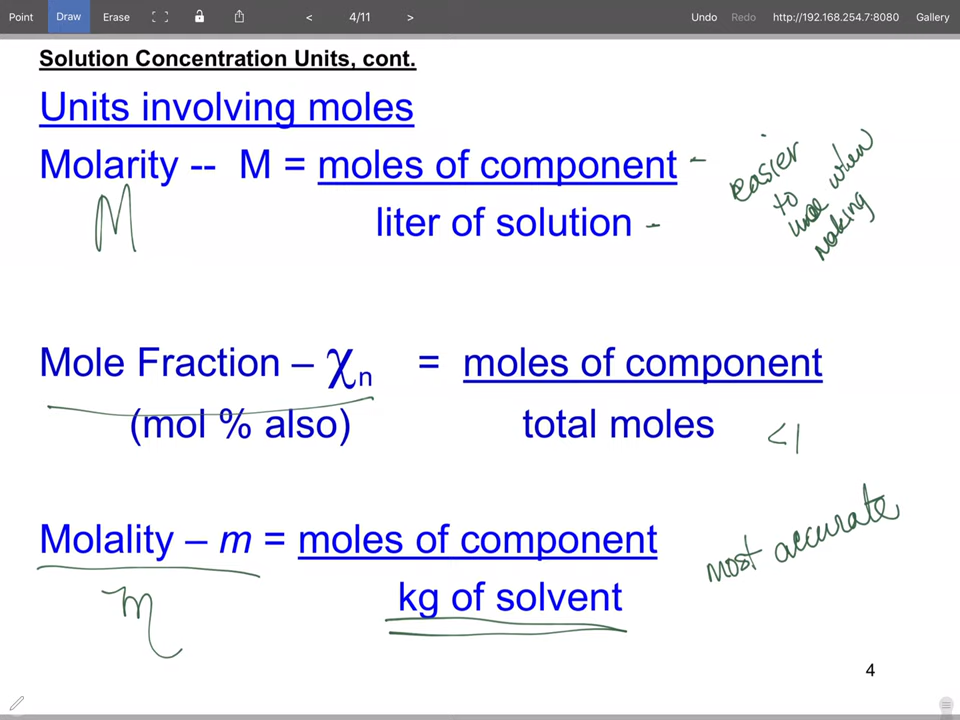 Point Draw Erase < 4/11 > Undo Redo http://192.168.254.7:8080 Gallery
Solution Concentration Units, cont.
Units involving moles
Molarity -- M = moles of component
liter of solution
M
easier
to
when
making
Mole Fraction – χn = moles of component
(mol % also) total moles
<1
Molality – m = moles of component
kg of solvent
m
most accurate
4